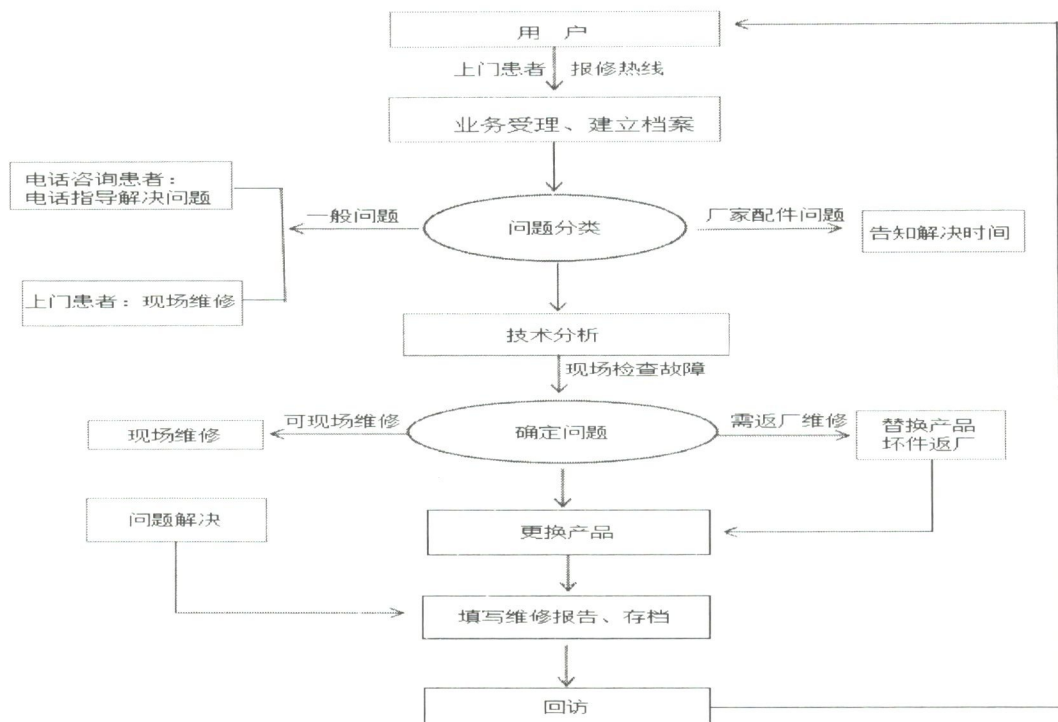 用 户
上门患者 报修热线
业务受理、建立档案
电话咨询患者：
电话指导解决问题
一般问题
问题分类
厂家配件问题
告知解决时间
上门患者：现场维修
技术分析
现场检查故障
现场维修
可现场维修
确定问题
需返厂维修
替换产品
坏件返厂
问题解决
更换产品
填写维修报告、存档
回访